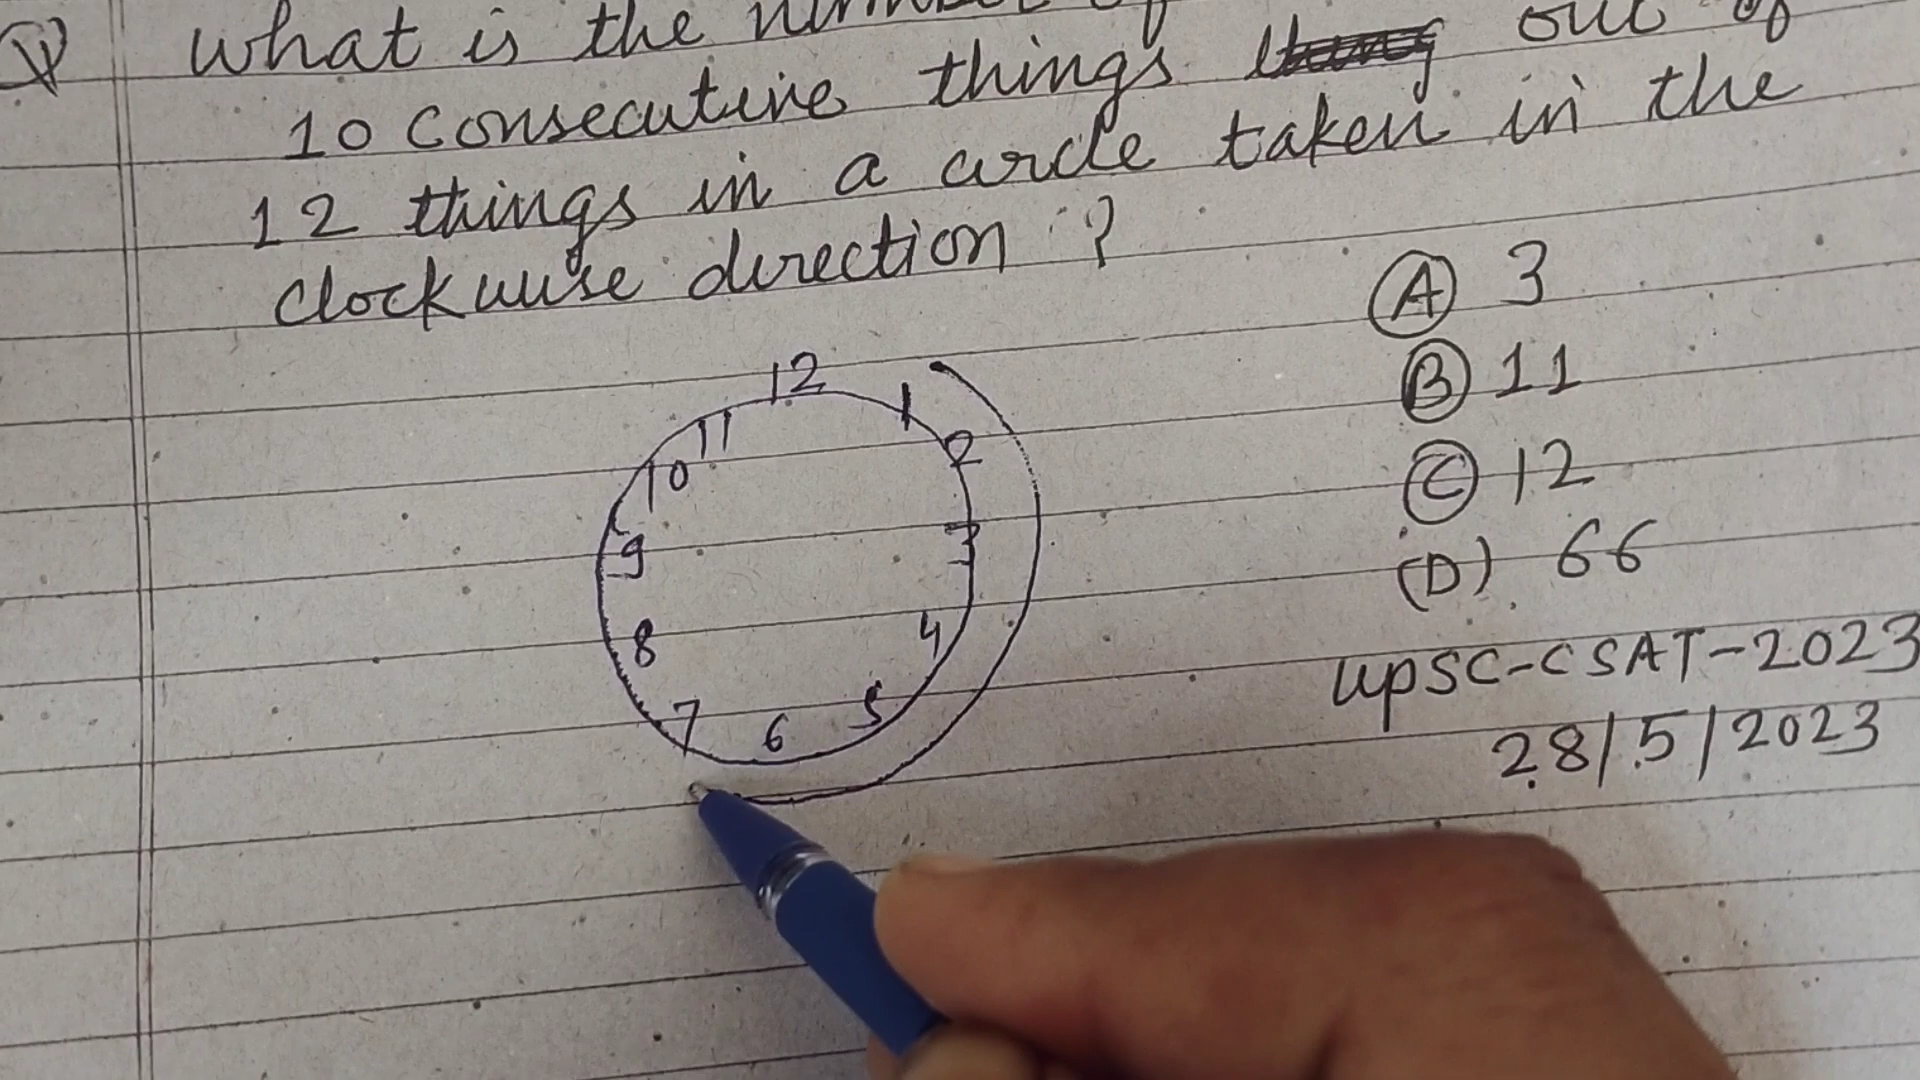 Q What is the number of
10 consecutive things out of
12 things in a circle taken in the
clockwise direction ?
(A) 3
(B) 11
(C) 12
(D) 66
UPSC-CSAT-2023
28/5/2023
12
11
1
10
2
9
3
8
4
7
6
5